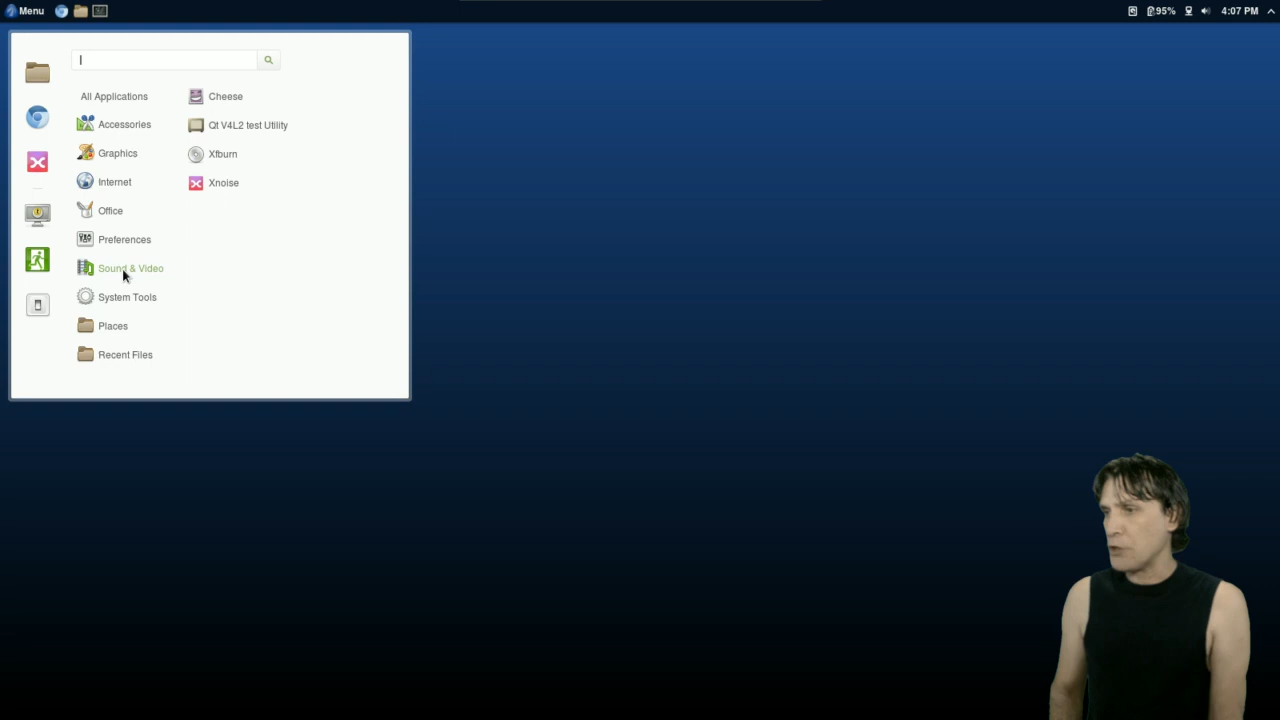 Menu
95%
4:07 PM
All Applications
Accessories
Graphics
Internet
Office
Preferences
Sound & Video
System Tools
Places
Recent Files
Cheese
Qt V4L2 test Utility
Xfburn
Xnoise